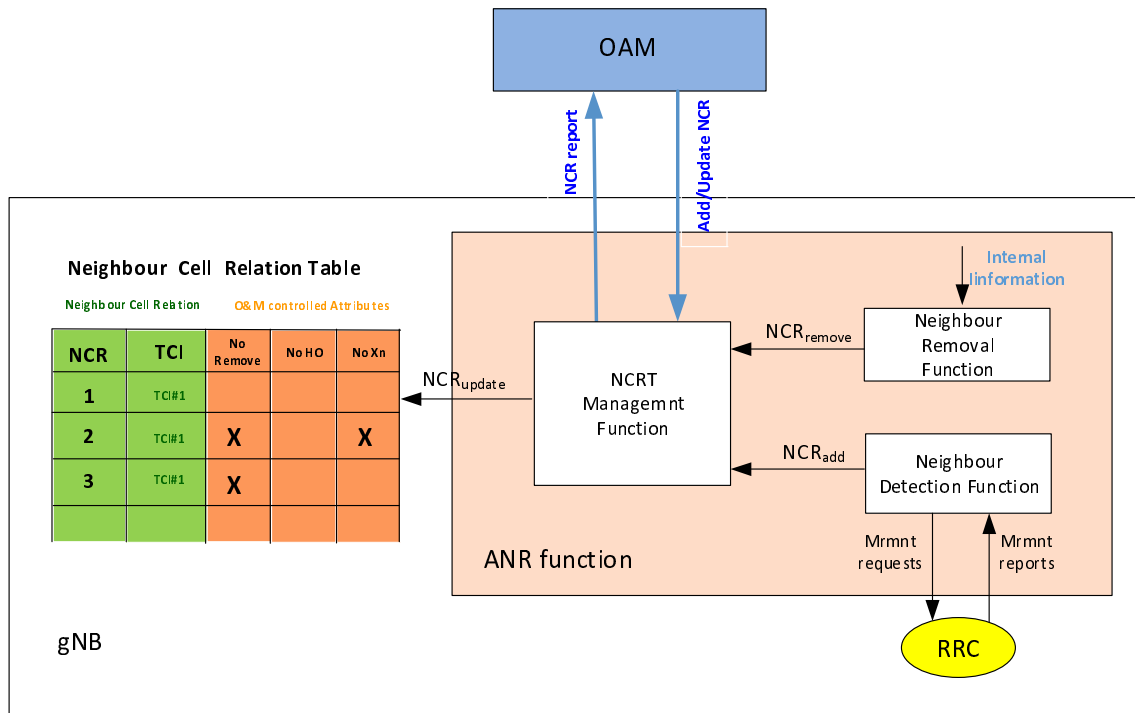 OAM
NCR report
Add/Update NCR
Neighbour Cell Relation Table
Neighbour Cell Relation
O&M controlled Attributes
NCR
TCI
No
Remove
No HO
No Xn
1
TCI#1
2
TCI#1
X
X
3
TCI#1
X
NCRupdate
NCRT
Managemnt
Function
NCRremove
NCRadd
Internal
Iinformation
Neighbour
Removal
Function
Neighbour
Detection Function
Mrmnt
requests
Mrmnt
reports
ANR function
RRC
gNB